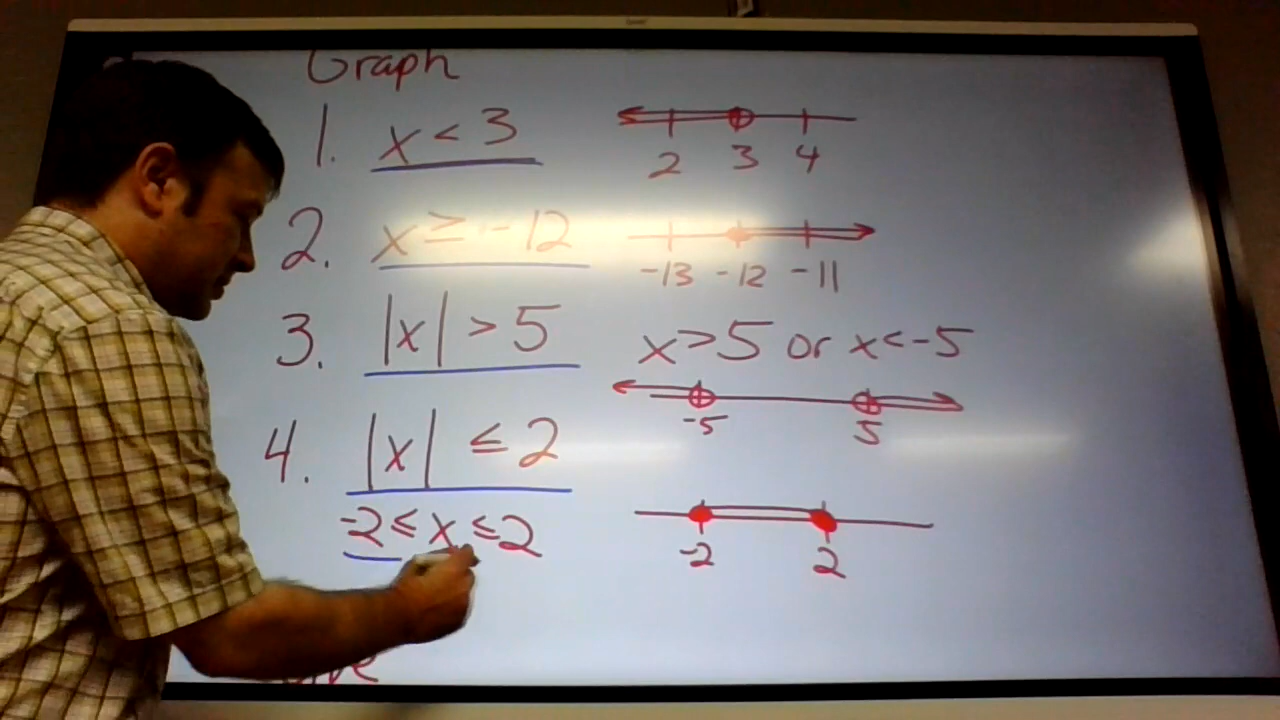 Graph
1. x < 3
2 3 4
2. x ≥ -12
-13 -12 -11
3. |x| > 5
x > 5 or x < -5
-5 5
4. |x| ≤ 2
-2 ≤ x ≤ 2
-2 2